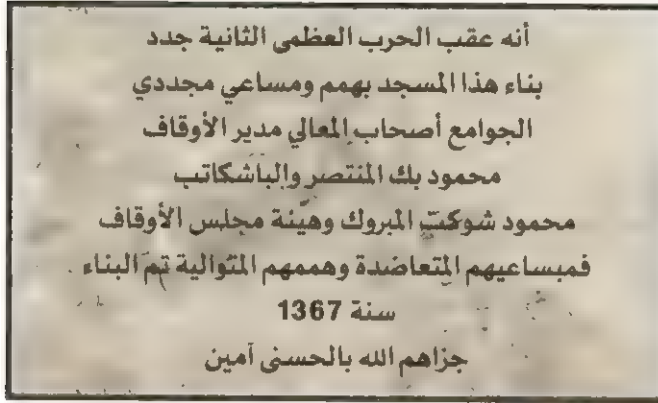 أنه عقب الحرب العظمى الثانية جدد
بناء هذا المسجد بهمم ومساعي مجددي
الجوامع أصحاب المعالي مدير الأوقاف
محمود بك المنتصر والباشكاتب
محمود شوكت المبروك وهيئة مجلس الأوقاف
فمبساعيهم المتعاضدة وهممهم المتوالية تم البناء
سنة 1367
جزاهم الله بالحسنى آمين